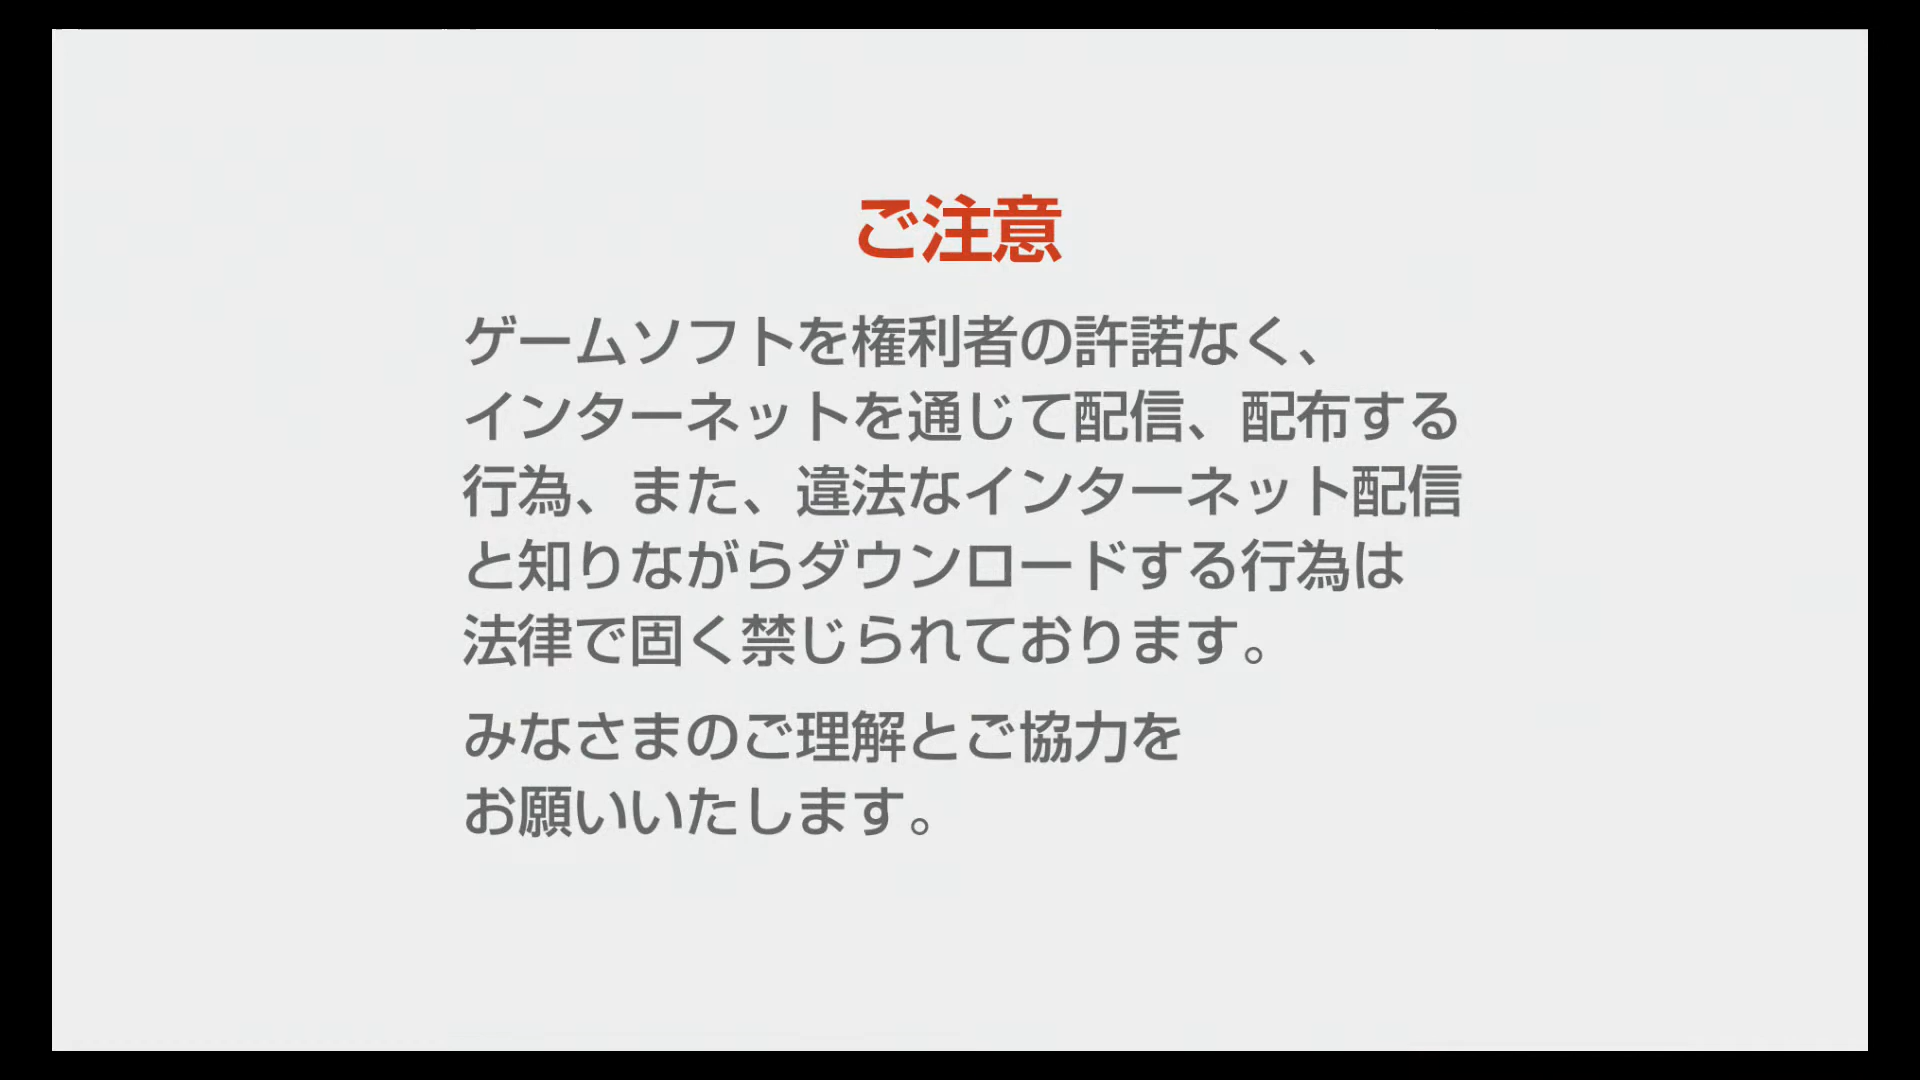 ご注意
ゲームソフトを権利者の許諾なく、
インターネットを通じて配信、配布する
行為、また、違法なインターネット配信
と知りながらダウンロードする行為は
法律で固く禁じられております。
みなさまのご理解とご協力を
お願いいたします。